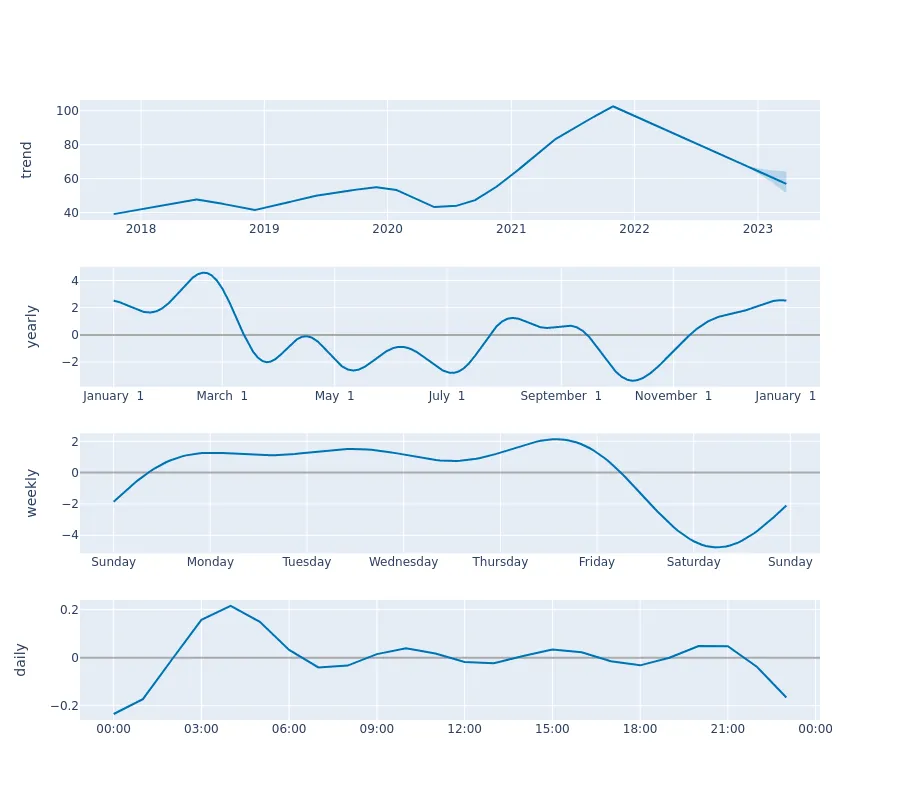 trend
100
80
60
40
2018 2019 2020 2021 2022 2023
yearly
4
2
0
−2
January 1 March 1 May 1 July 1 September 1 November 1 January 1
weekly
2
0
−2
−4
Sunday Monday Tuesday Wednesday Thursday Friday Saturday Sunday
daily
0.2
0
−0.2
00:00 03:00 06:00 09:00 12:00 15:00 18:00 21:00 00:00